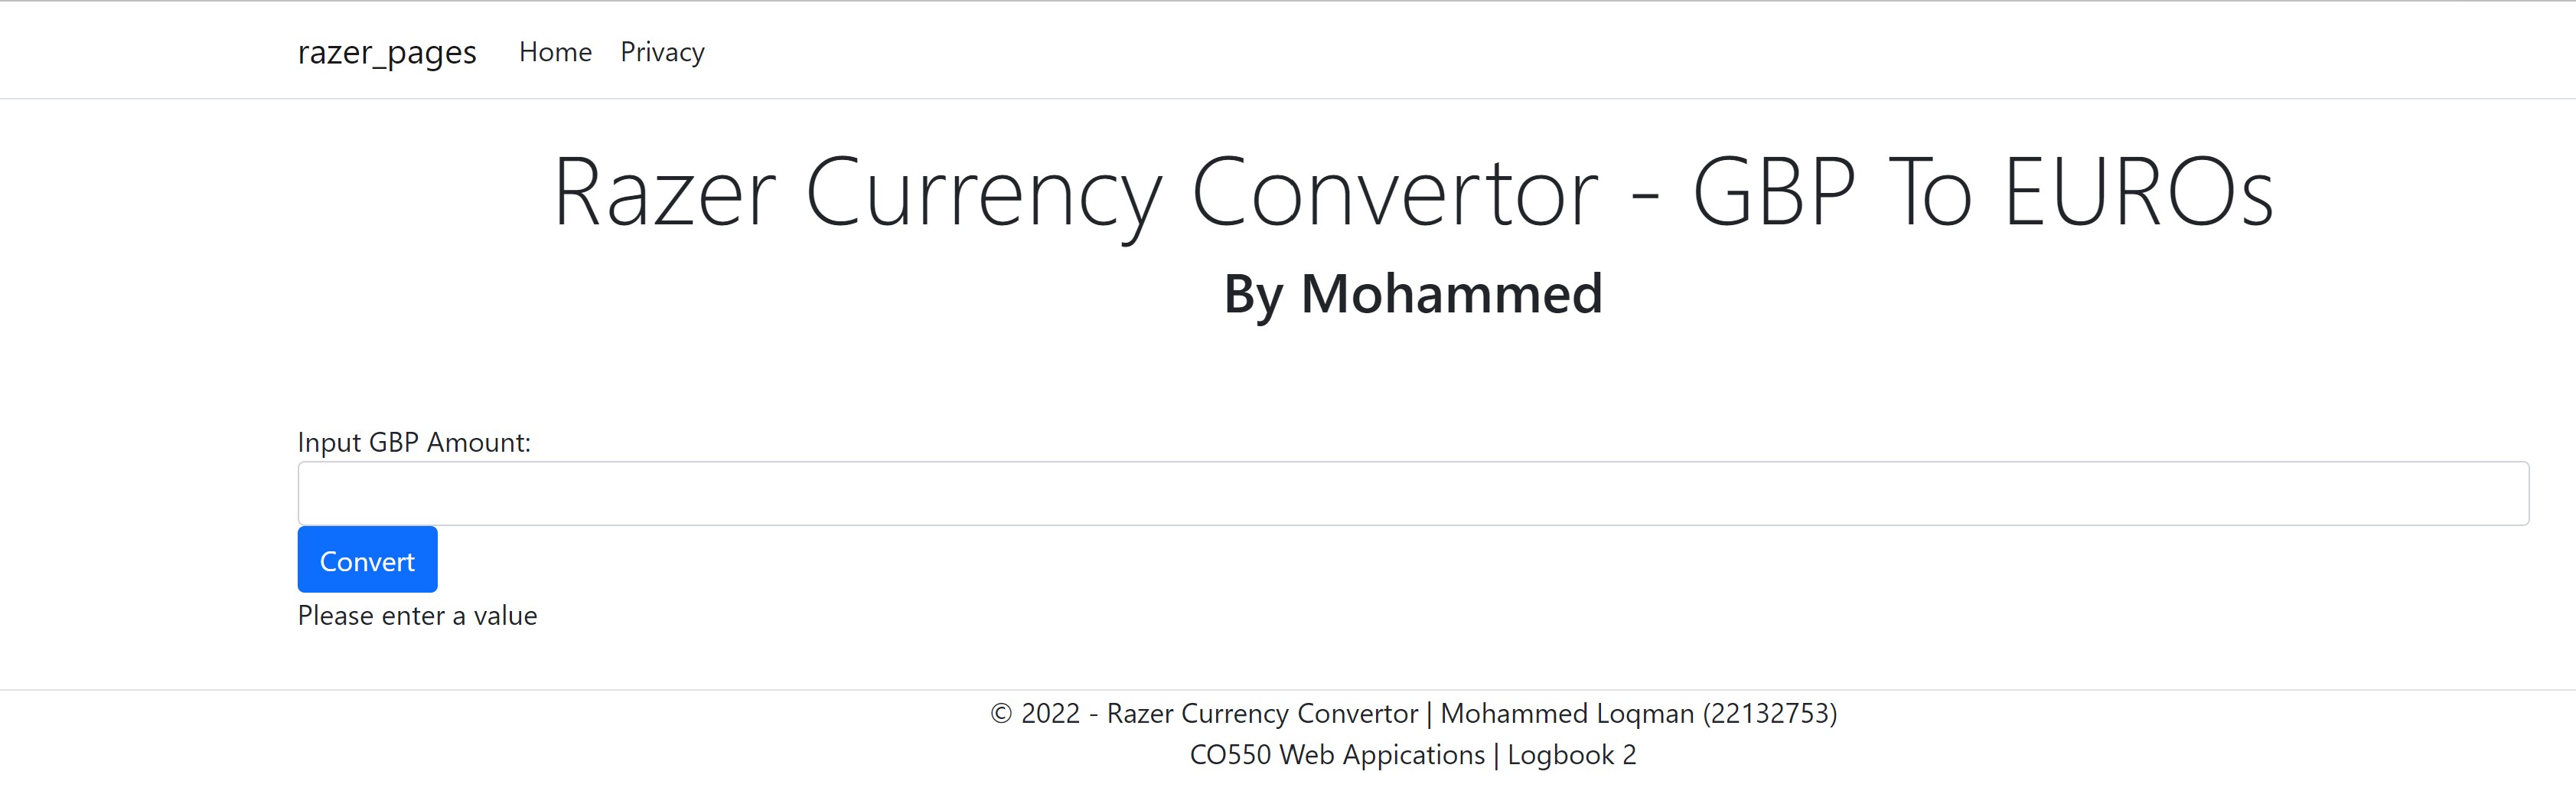 razer_pages Home Privacy
Razer Currency Convertor - GBP To EUROs
By Mohammed
Input GBP Amount:
Convert
Please enter a value
© 2022 - Razer Currency Convertor | Mohammed Loqman (22132753)
CO550 Web Appications | Logbook 2